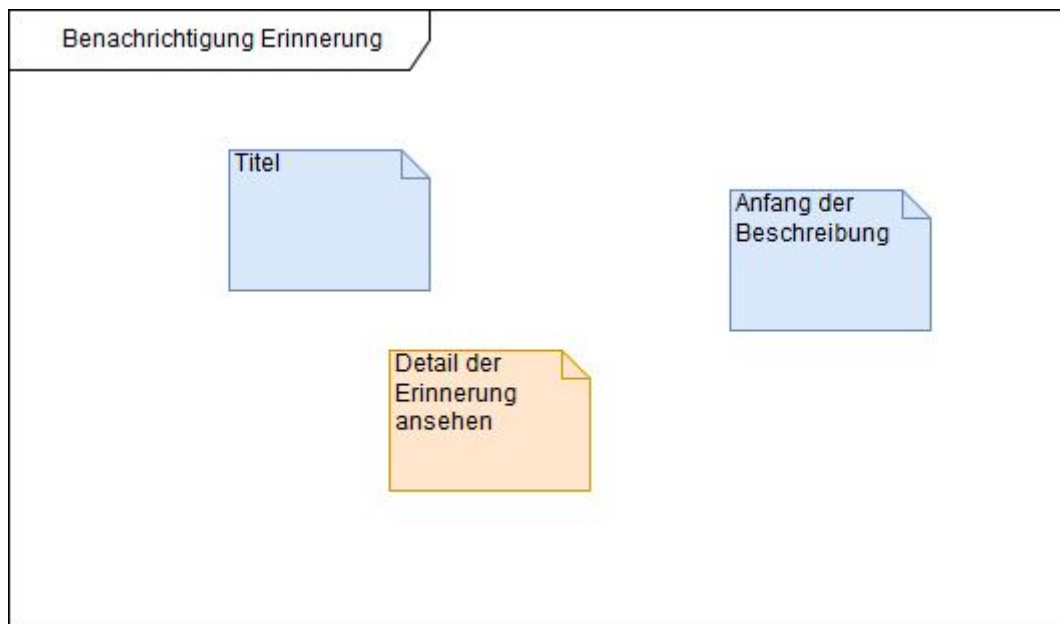 Benachrichtigung Erinnerung
Titel
Anfang der
Beschreibung
Detail der
Erinnerung
ansehen